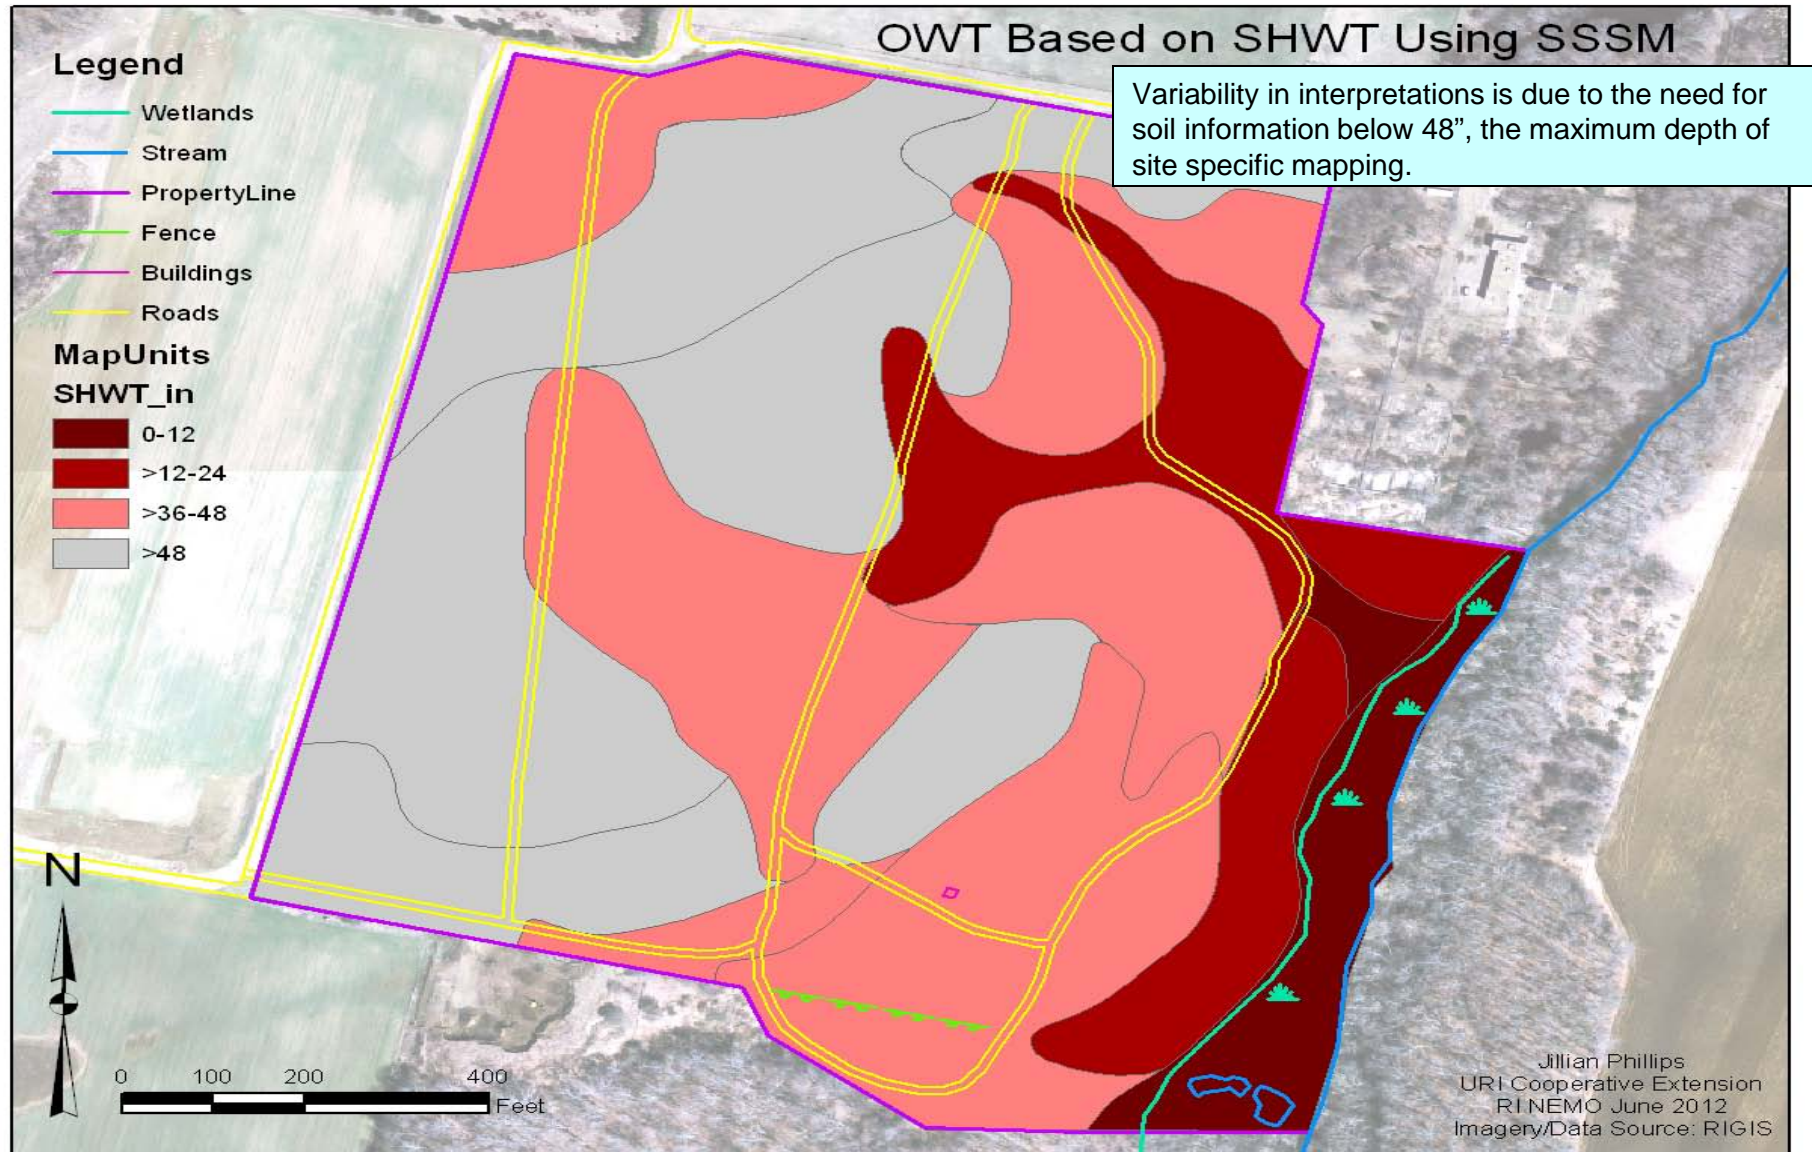 OWT Based on SHWT Using SSSM
Variability in interpretations is due to the need for
soil information below 48”, the maximum depth of
site specific mapping.
Legend
Wetlands
Stream
PropertyLine
Fence
Buildings
Roads
MapUnits
SHWT_in
0-12
>12-24
>36-48
>48
N
0 100 200 400
Feet
Jillian Phillips
URI Cooperative Extension
RI NEMO June 2012
Imagery/Data Source: RIGIS